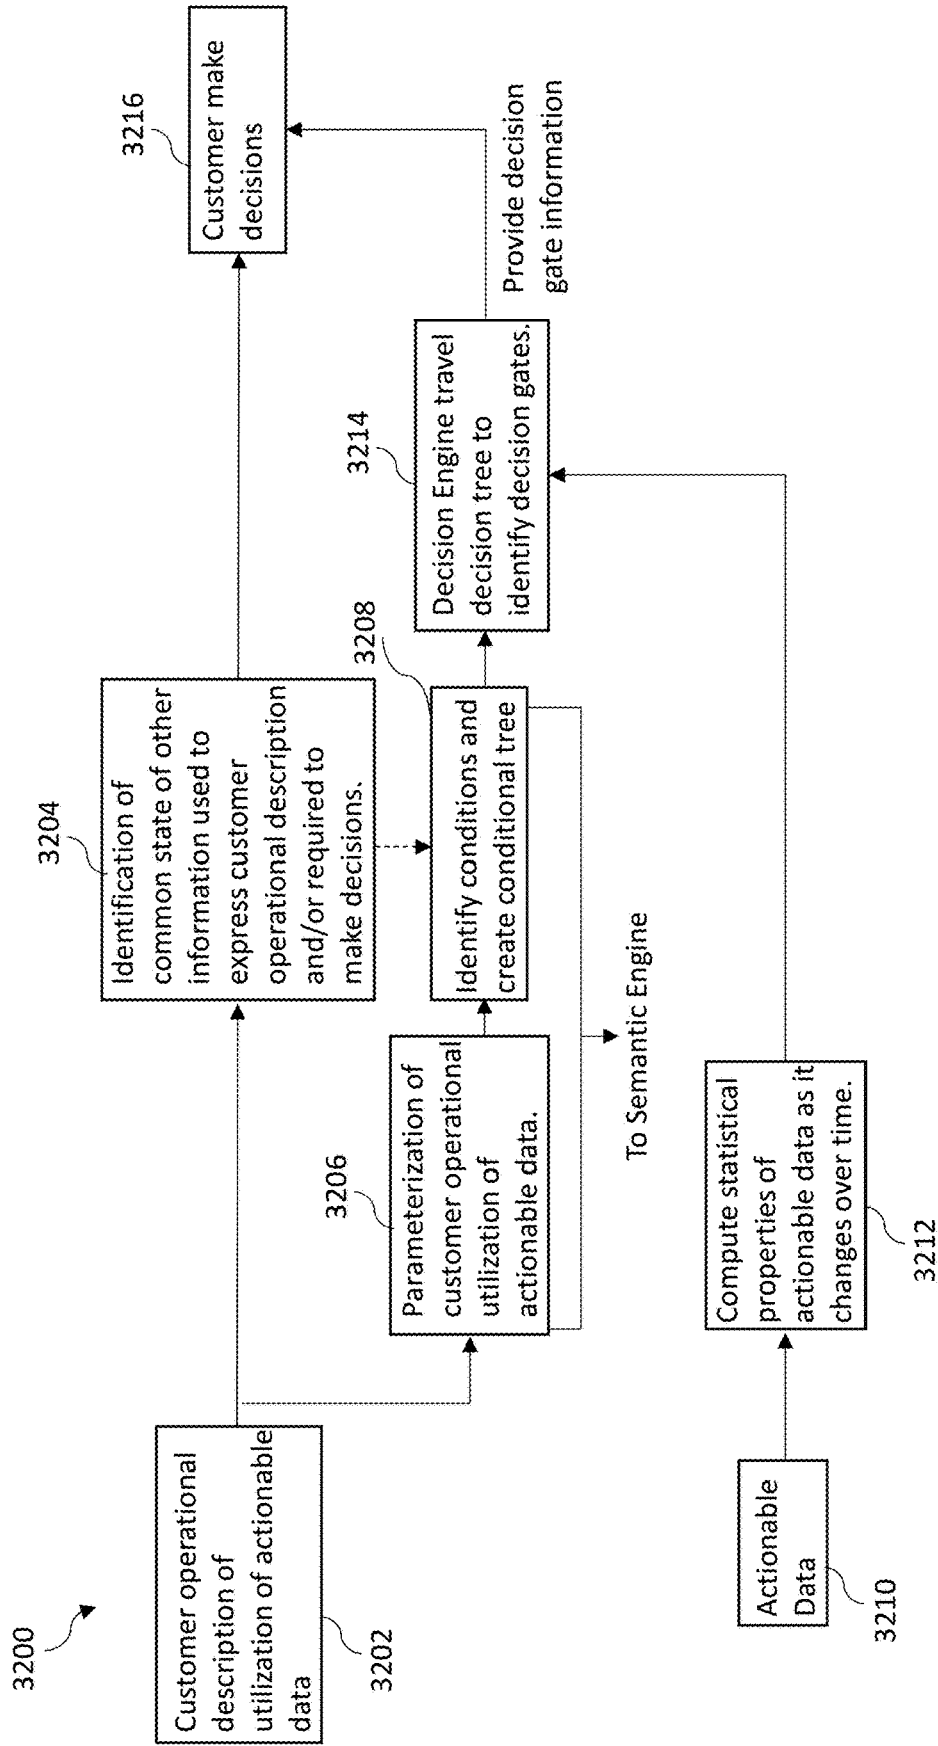 3200
Customer operational
description of
utilization of actionable
data
3202
3204
Identification of
common state of other
information used to
express customer
operational description
and/or required to
make decisions.
3206
Parameterization of
customer operational
utilization of
actionable data.
3208
Identify conditions and
create conditional tree
To Semantic Engine
Actionable
Data
3210
Compute statistical
properties of
actionable data as it
changes over time.
3212
3214
Decision Engine travel
decision tree to
identify decision gates.
Provide decision
gate information
3216
Customer make
decisions